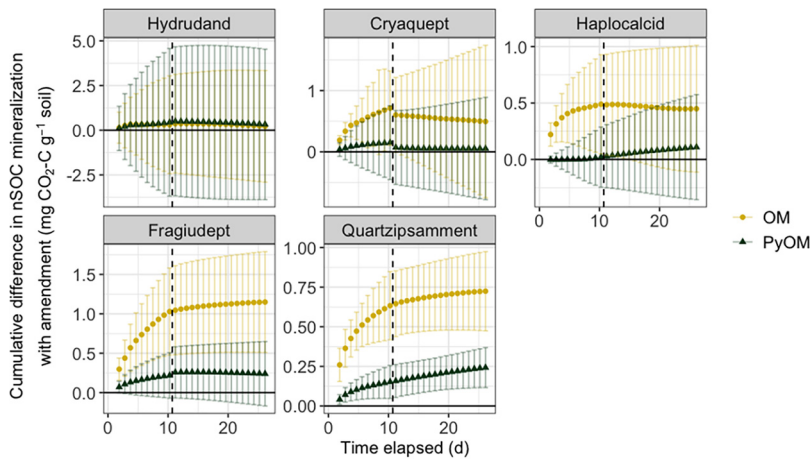 Hydrudand
Cryaquept
Haplocalcid
5.0
2.5
0.0
-2.5
1
0
1.0
0.5
0.0
0 10 20
Fragiudept
Quartzipsamment
1.5
1.0
0.5
0.0
1.00
0.75
0.50
0.25
0.00
0 10 20
0 10 20
Time elapsed (d)
Cumulative difference in nSOC mineralization
with amendment (mg CO₂-C g⁻¹ soil)
OM
PyOM